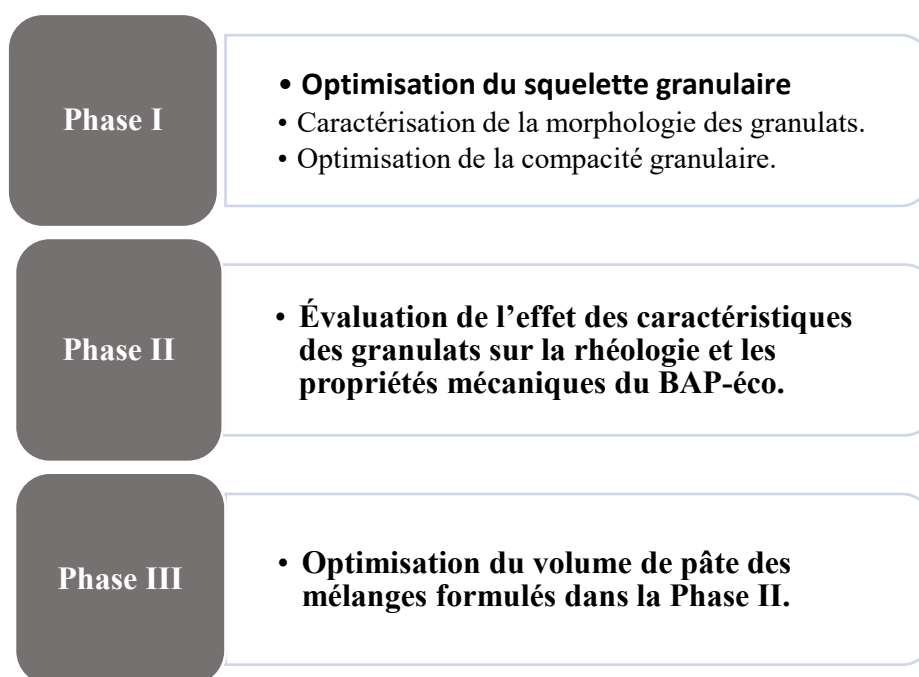 Phase I
• Optimisation du squelette granulaire
• Caractérisation de la morphologie des granulats.
• Optimisation de la compacité granulaire.
Phase II
• Évaluation de l’effet des caractéristiques
des granulats sur la rhéologie et les
propriétés mécaniques du BAP-éco.
Phase III
• Optimisation du volume de pâte des
mélanges formulés dans la Phase II.